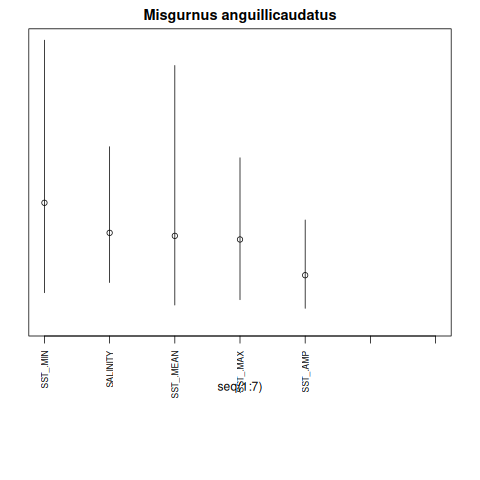 Misgurnus anguillicaudatus
SST_MIN
SALINITY
SST_MEAN
SST_MAX
SST_AMP
seq(1:7)